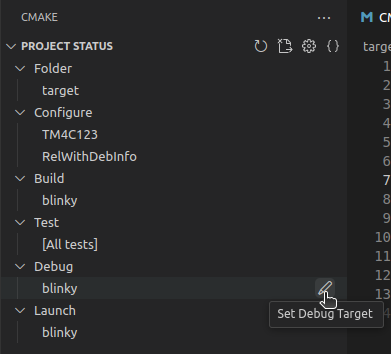 CMAKE
PROJECT STATUS
Folder
target
Configure
TM4C123
RelWithDebInfo
Build
blinky
Test
[All tests]
Debug
blinky
Set Debug Target
Launch
blinky
M CM
targe
1
2
3
4
5
6
7
8
9
10
11
12
13